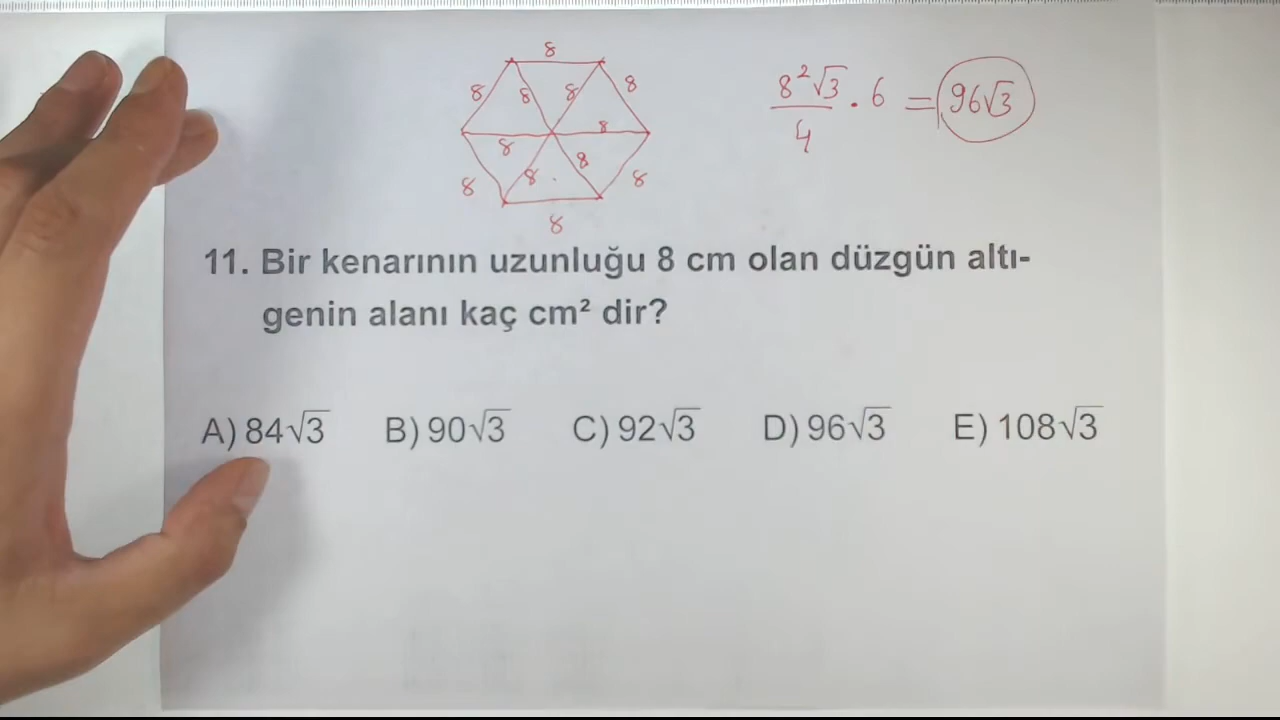 8
8 8 8 8
8 8
8 8 8 8
8
8²√3/4 . 6 = 96√3
11. Bir kenarının uzunluğu 8 cm olan düzgün altı-
genin alanı kaç cm² dir?
A) 84√3 B) 90√3 C) 92√3 D) 96√3 E) 108√3